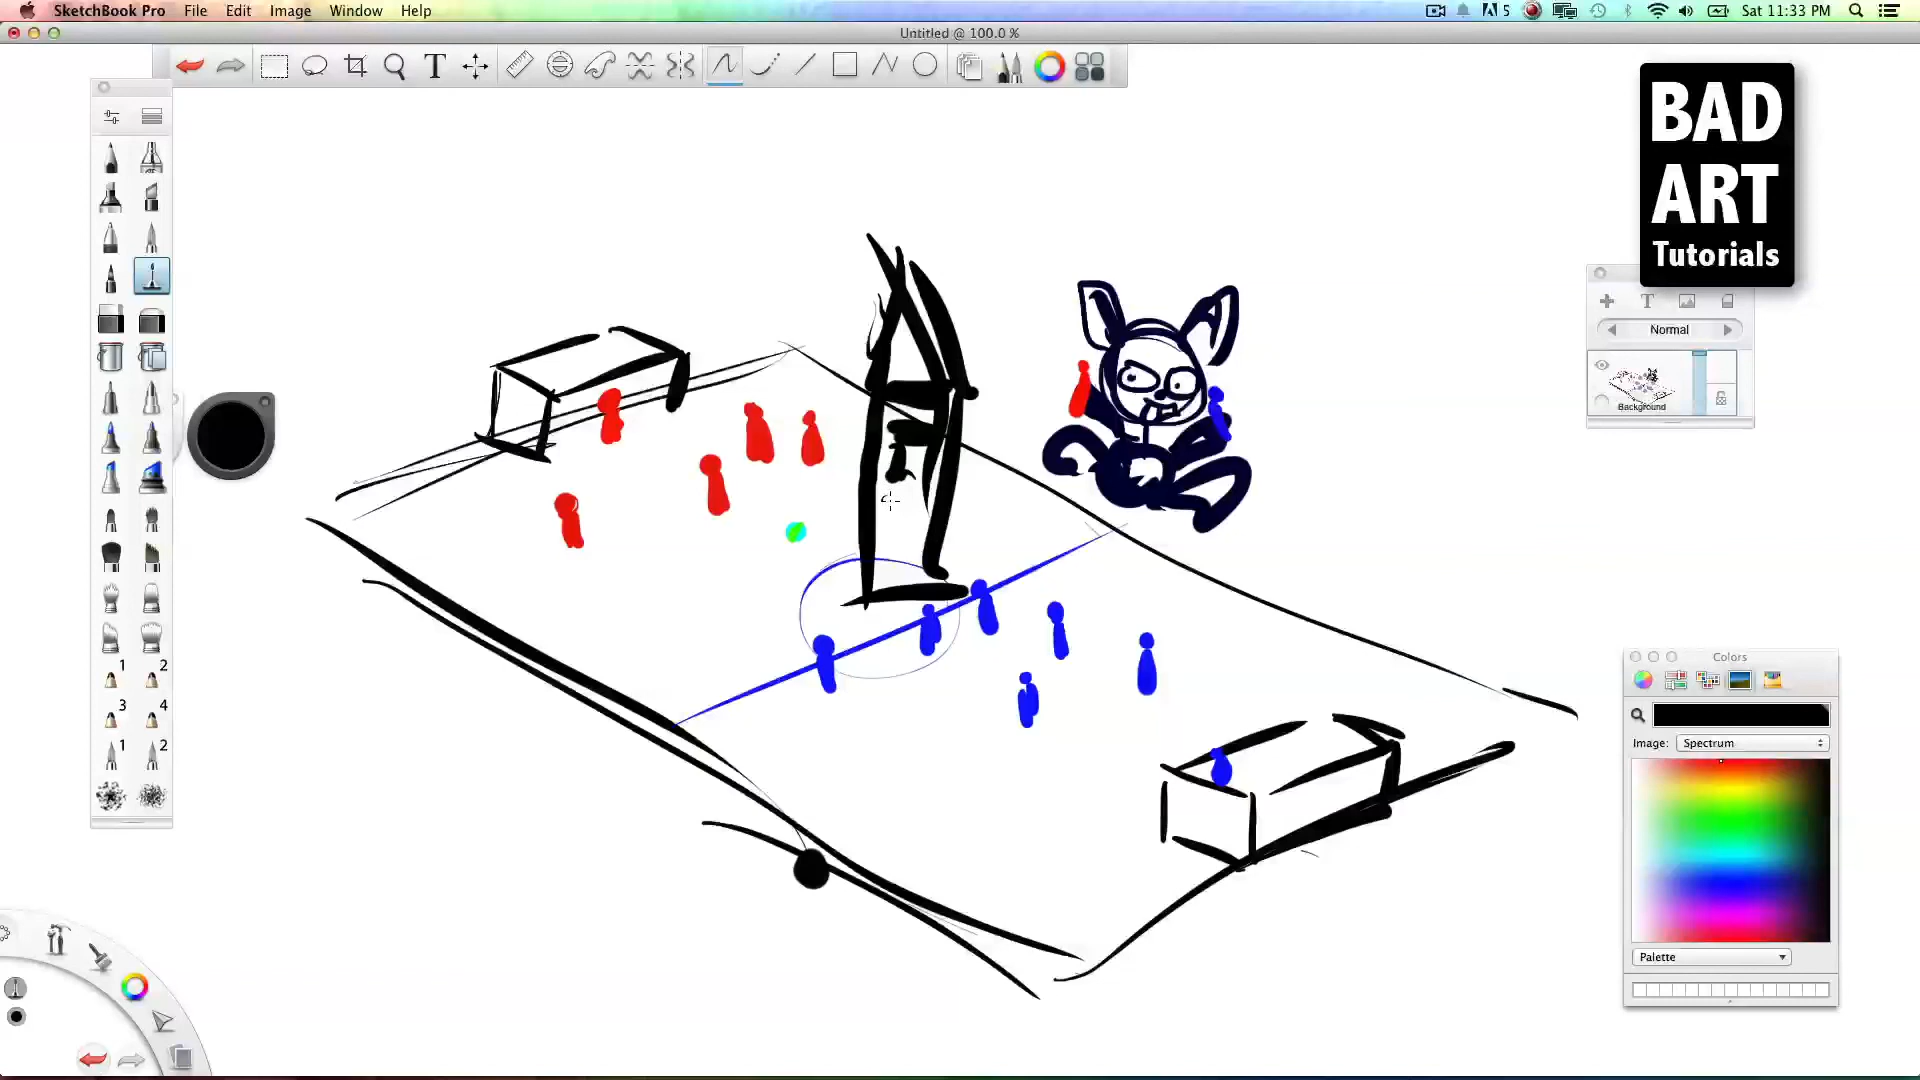 SketchBook Pro File Edit Image Window Help
5 Sat 11:33 PM
Untitled @ 100.0 %
T
BAD
ART
Tutorials
T
Normal
Background
1 2
3 4
1 2
Colors
Image: Spectrum
Palette